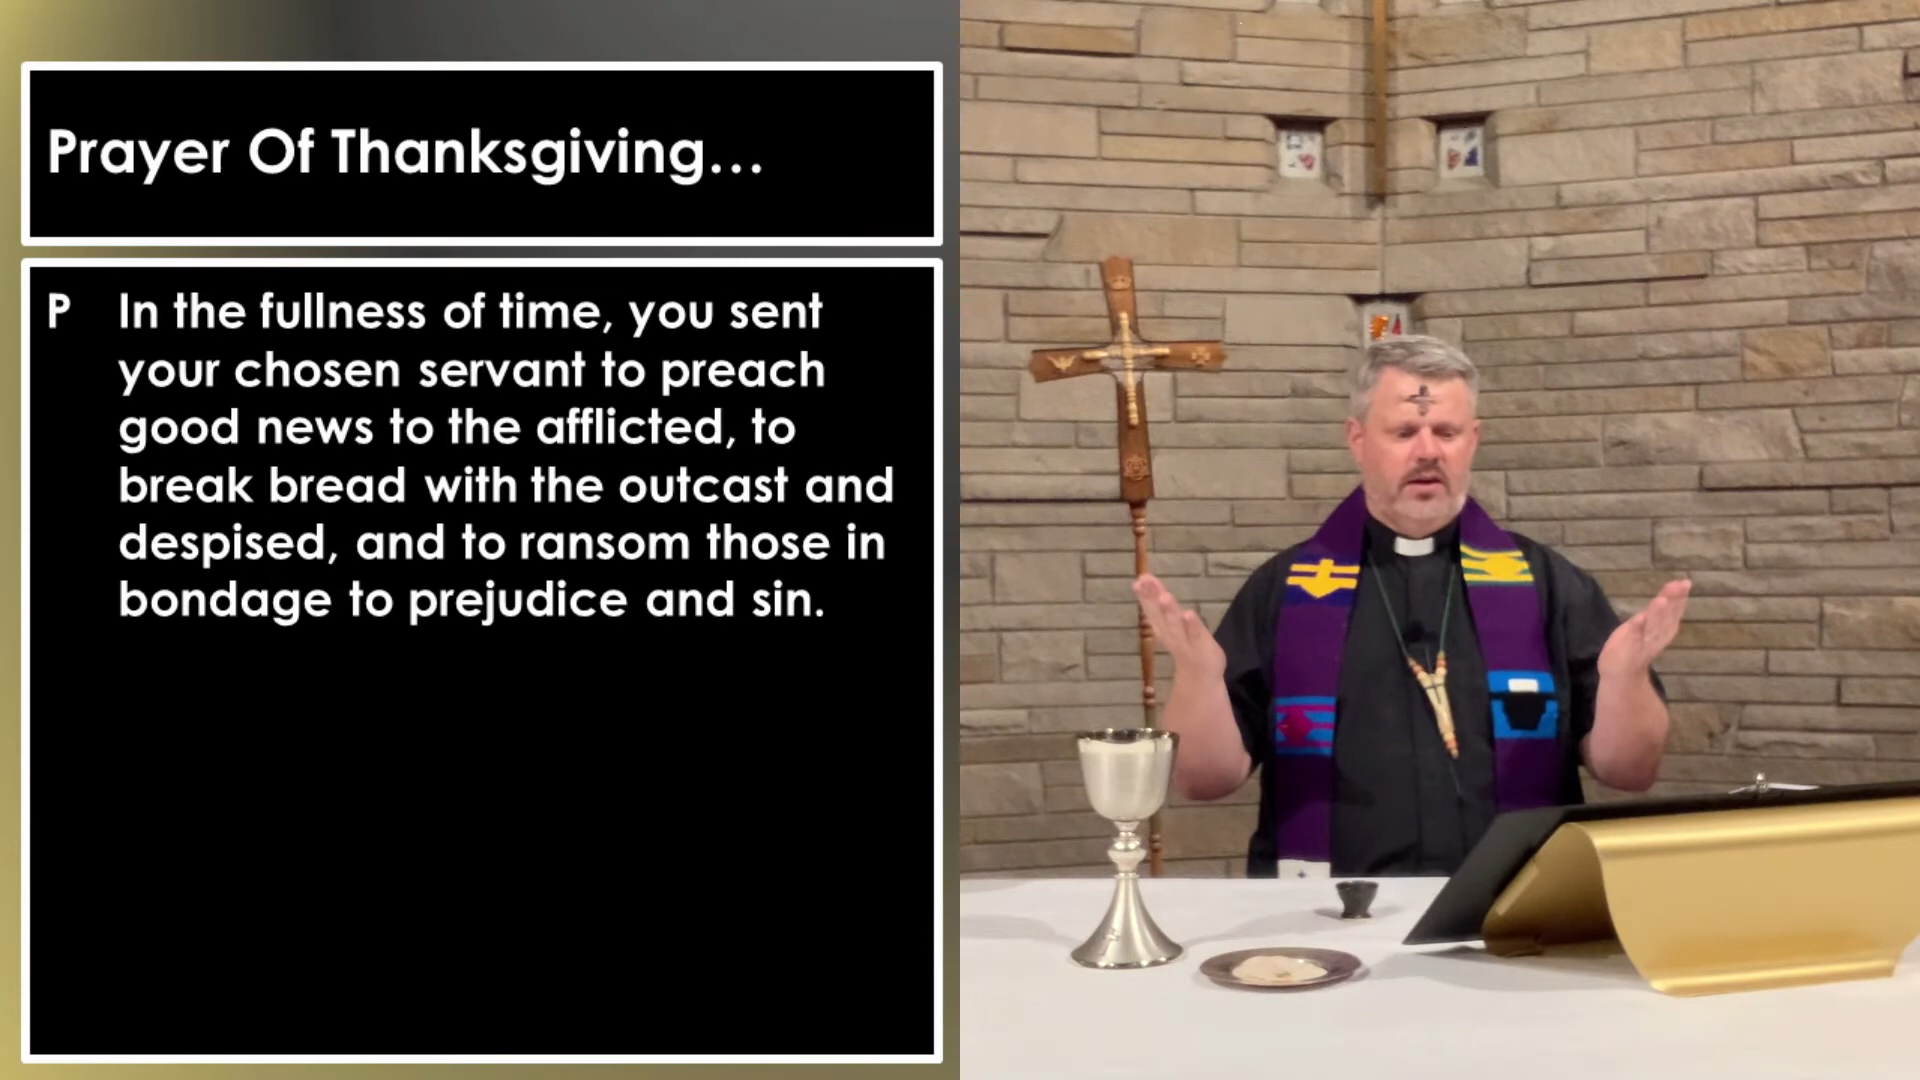 Prayer Of Thanksgiving...
P In the fullness of time, you sent
your chosen servant to preach
good news to the afflicted, to
break bread with the outcast and
despised, and to ransom those in
bondage to prejudice and sin.